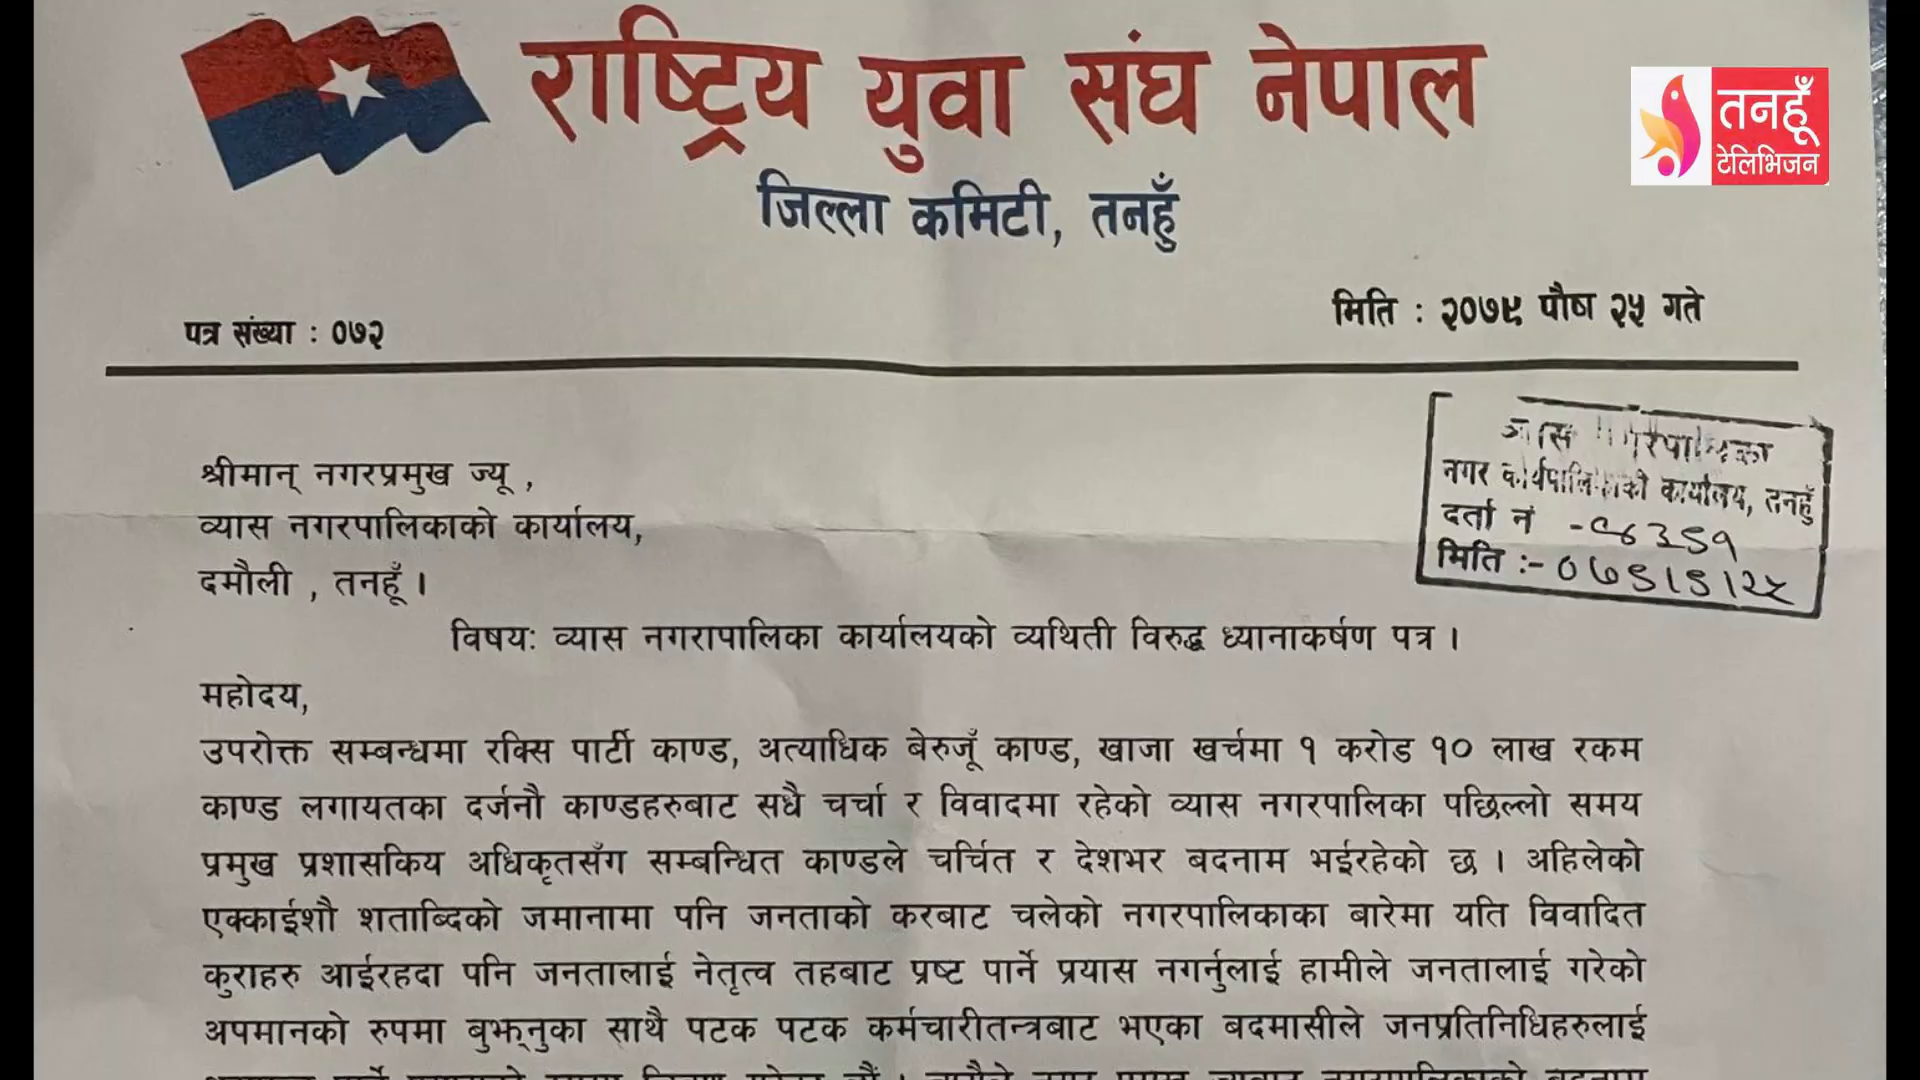 राष्ट्रिय युवा संघ नेपाल
तनहूँ
टेलिभिजन
जिल्ला कमिटी, तनहुँ
पत्र संख्या : ०७२
मिति : २०७९ पौष २५ गते
नगर कार्यपालिकाको कार्यालय, तनहुँ
दर्ता नं
मिति :- ०७९।९।२५
श्रीमान् नगरप्रमुख ज्यू ,
व्यास नगरपालिकाको कार्यालय,
दमौली , तनहूँ ।
विषय: व्यास नगरापालिका कार्यालयको व्यथिती विरुद्ध ध्यानाकर्षण पत्र ।
महोदय,
उपरोक्त सम्बन्धमा रक्सि पार्टी काण्ड, अत्याधिक बेरुजूँ काण्ड, खाजा खर्चमा १ करोड १० लाख रकम
काण्ड लगायतका दर्जनौ काण्डहरुबाट सधै चर्चा र विवादमा रहेको व्यास नगरपालिका पछिल्लो समय
प्रमुख प्रशासकिय अधिकृतसँग सम्बन्धित काण्डले चर्चित र देशभर बदनाम भईरहेको छ । अहिलेको
एक्काईशौ शताब्दिको जमानामा पनि जनताको करबाट चलेको नगरपालिकाका बारेमा यति विवादित
कुराहरु आईरहदा पनि जनतालाई नेतृत्व तहबाट प्रष्ट पार्ने प्रयास नगर्नुलाई हामीले जनतालाई गरेको
अपमानको रुपमा बुझ्नुका साथै पटक पटक कर्मचारीतन्त्रबाट भएका बदमासीले जनप्रतिनिधिहरुलाई